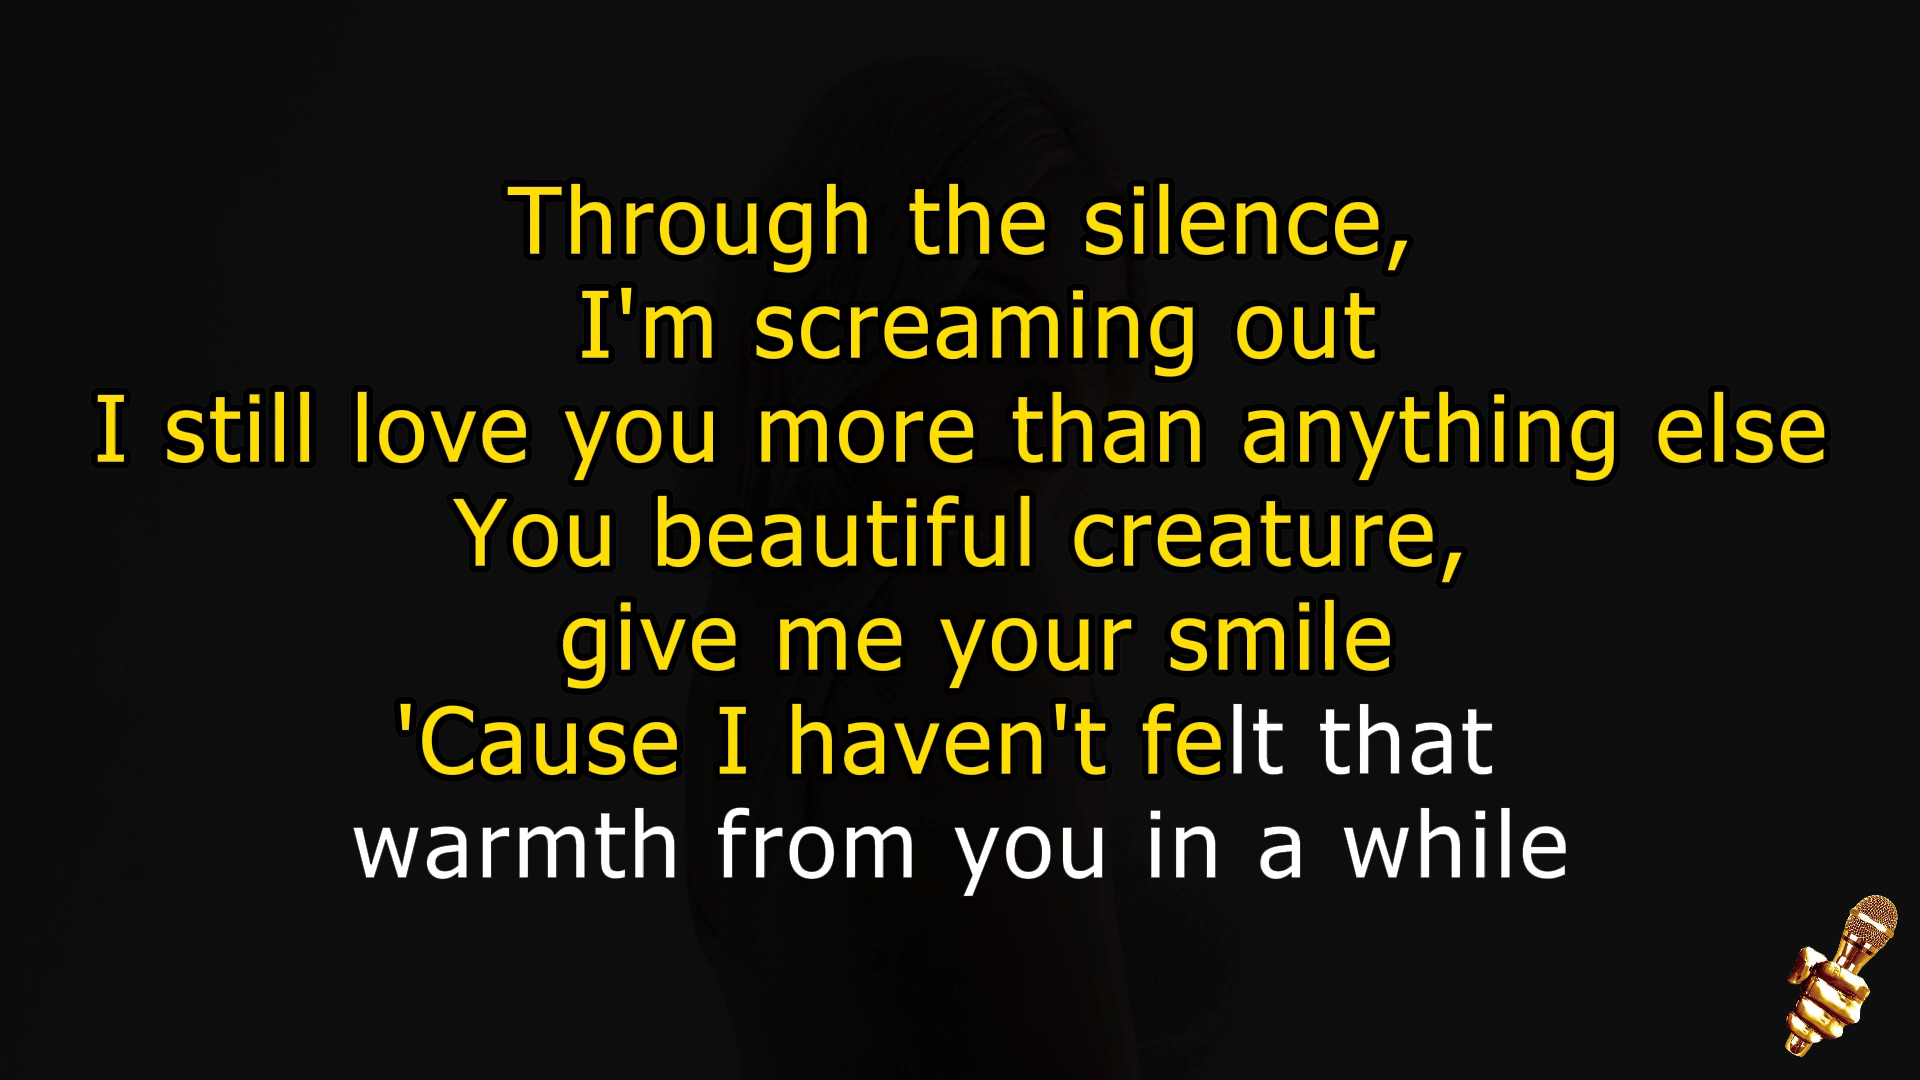 Through the silence,
I'm screaming out
I still love you more than anything else
You beautiful creature,
give me your smile
'Cause I haven't felt that
warmth from you in a while